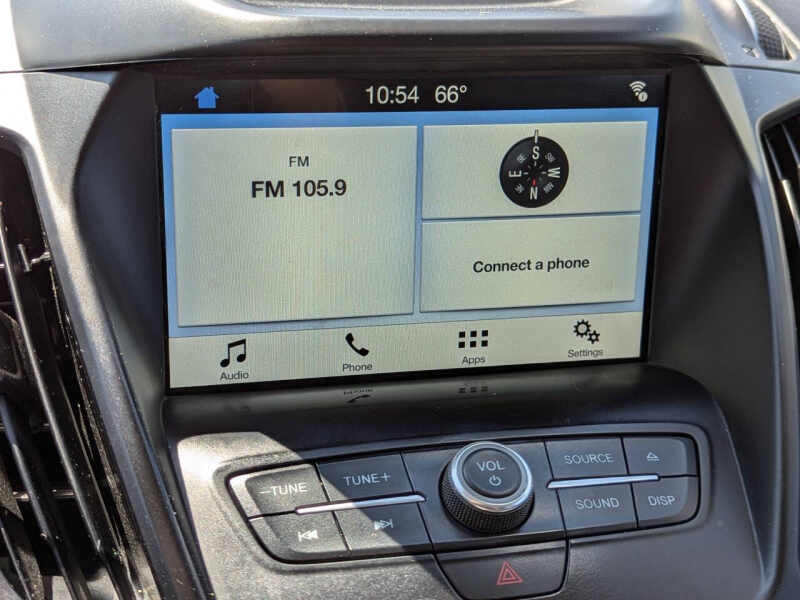 10:54 66°
FM
FM 105.9
S
E W
N
Connect a phone
Audio Phone Apps Settings
–TUNE TUNE+ VOL SOURCE
SOUND DISP